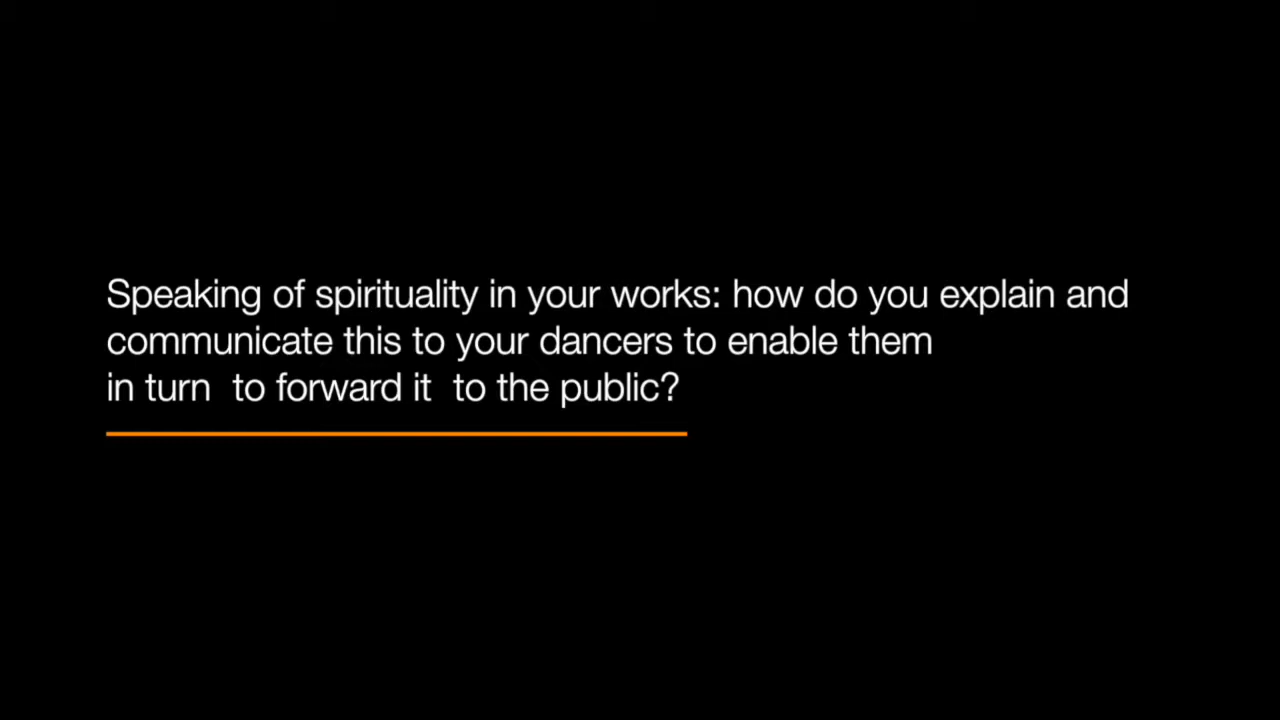 Speaking of spirituality in your works: how do you explain and
communicate this to your dancers to enable them
in turn  to forward it  to the public?